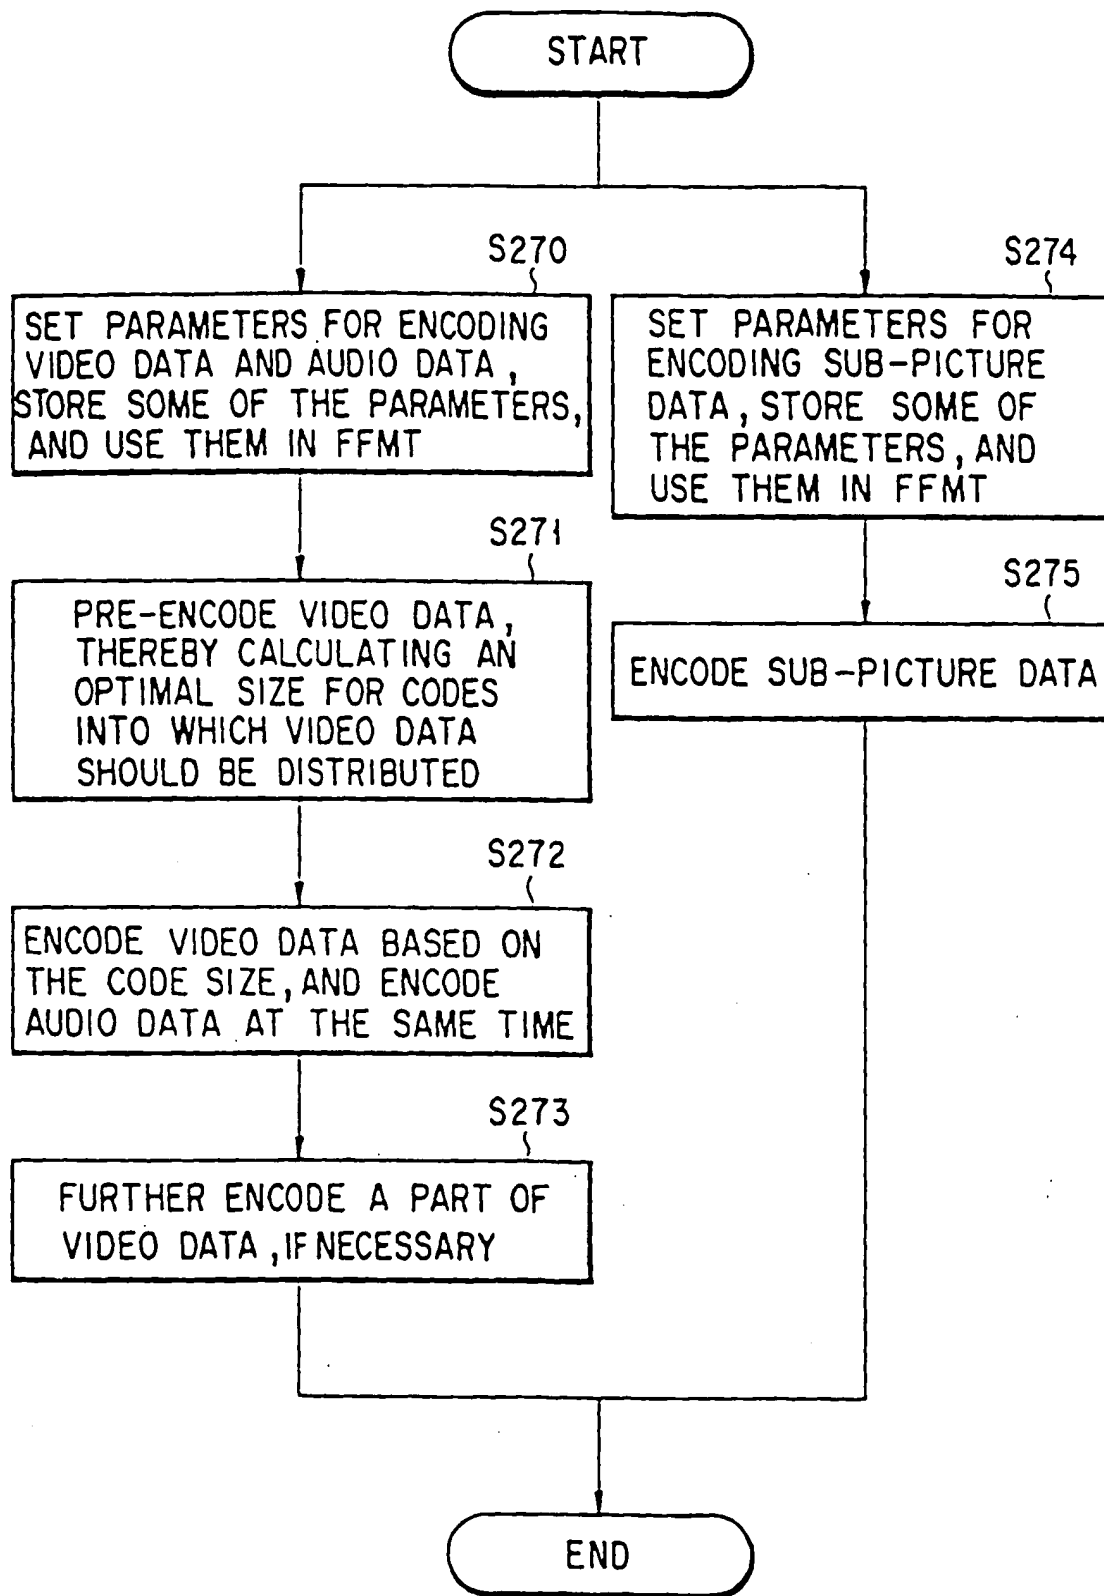 START
S270
SET PARAMETERS FOR ENCODING
VIDEO DATA AND AUDIO DATA,
STORE SOME OF THE PARAMETERS,
AND USE THEM IN FFMT
S271
PRE-ENCODE VIDEO DATA,
THEREBY CALCULATING AN
OPTIMAL SIZE FOR CODES
INTO WHICH VIDEO DATA
SHOULD BE DISTRIBUTED
S272
ENCODE VIDEO DATA BASED ON
THE CODE SIZE, AND ENCODE
AUDIO DATA AT THE SAME TIME
S273
FURTHER ENCODE A PART OF
VIDEO DATA, IF NECESSARY
S274
SET PARAMETERS FOR
ENCODING SUB-PICTURE
DATA, STORE SOME OF
THE PARAMETERS, AND
USE THEM IN FFMT
S275
ENCODE SUB-PICTURE DATA
END